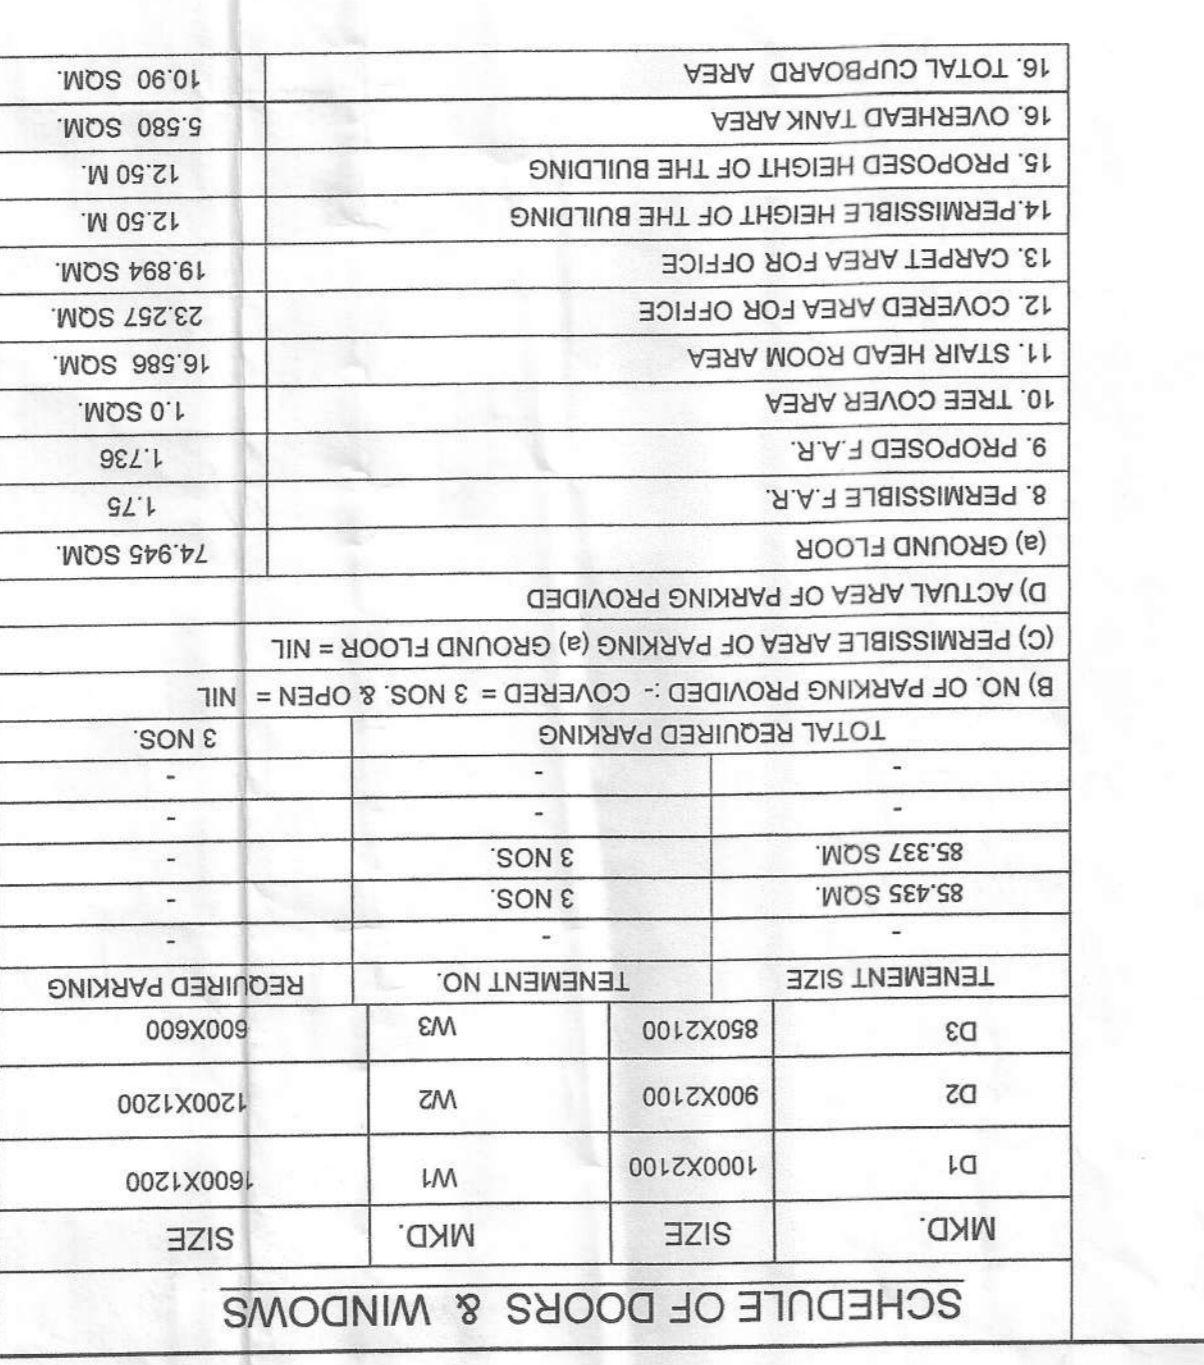 SCHEDULE OF DOORS & WINDOWS
MKD. SIZE MKD. SIZE
D1 1000X2100 W1 1600X1200
D2 900X2100 W2 1200X1200
D3 850X2100 W3 600X600
TENEMENT SIZE TENEMENT NO. REQUIRED PARKING
- - -
85.435 SQM. 3 NOS. -
85.337 SQM. 3 NOS. -
- - -
- - -
TOTAL REQUIRED PARKING 3 NOS.
B) NO. OF PARKING PROVIDED :- COVERED = 3 NOS. & OPEN = NIL
(C) PERMISSIBLE AREA OF PARKING (a) GROUND FLOOR = NIL
D) ACTUAL AREA OF PARKING PROVIDED
(a) GROUND FLOOR 74.945 SQM.
8. PERMISSIBLE F.A.R. 1.75
9. PROPOSED F.A.R. 1.736
10. TREE COVER AREA 1.0 SQM.
11. STAIR HEAD ROOM AREA 16.586 SQM.
12. COVERED AREA FOR OFFICE 23.257 SQM.
13. CARPET AREA FOR OFFICE 19.894 SQM.
14.PERMISSIBLE HEIGHT OF THE BUILDING 12.50 M.
15. PROPOSED HEIGHT OF THE BUILDING 12.50 M.
16. OVERHEAD TANK AREA 5.580 SQM.
16. TOTAL CUPBOARD AREA 10.90 SQM.